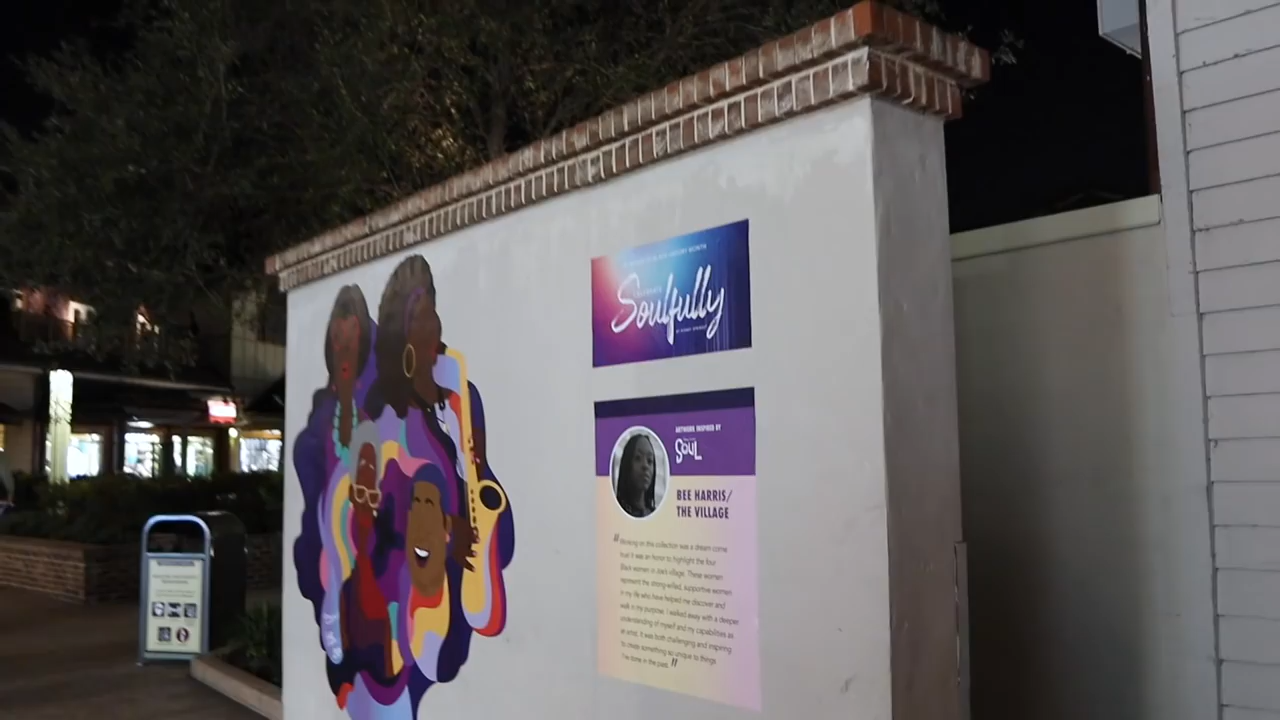 Soulfully
ARTWORK INSPIRED BY
SOUL
BEE HARRIS/
THE VILLAGE
"Working on this collection was a dream come
true! It was an honor to highlight the four
Black women in Joe's village. These women
represent the strong-willed, supportive women
in my life who have helped me discover and
walk in my purpose. I walked away with a deeper
understanding of myself and my capabilities as
an artist. It was both challenging and inspiring
to create something so unique to things
I've done in the past."